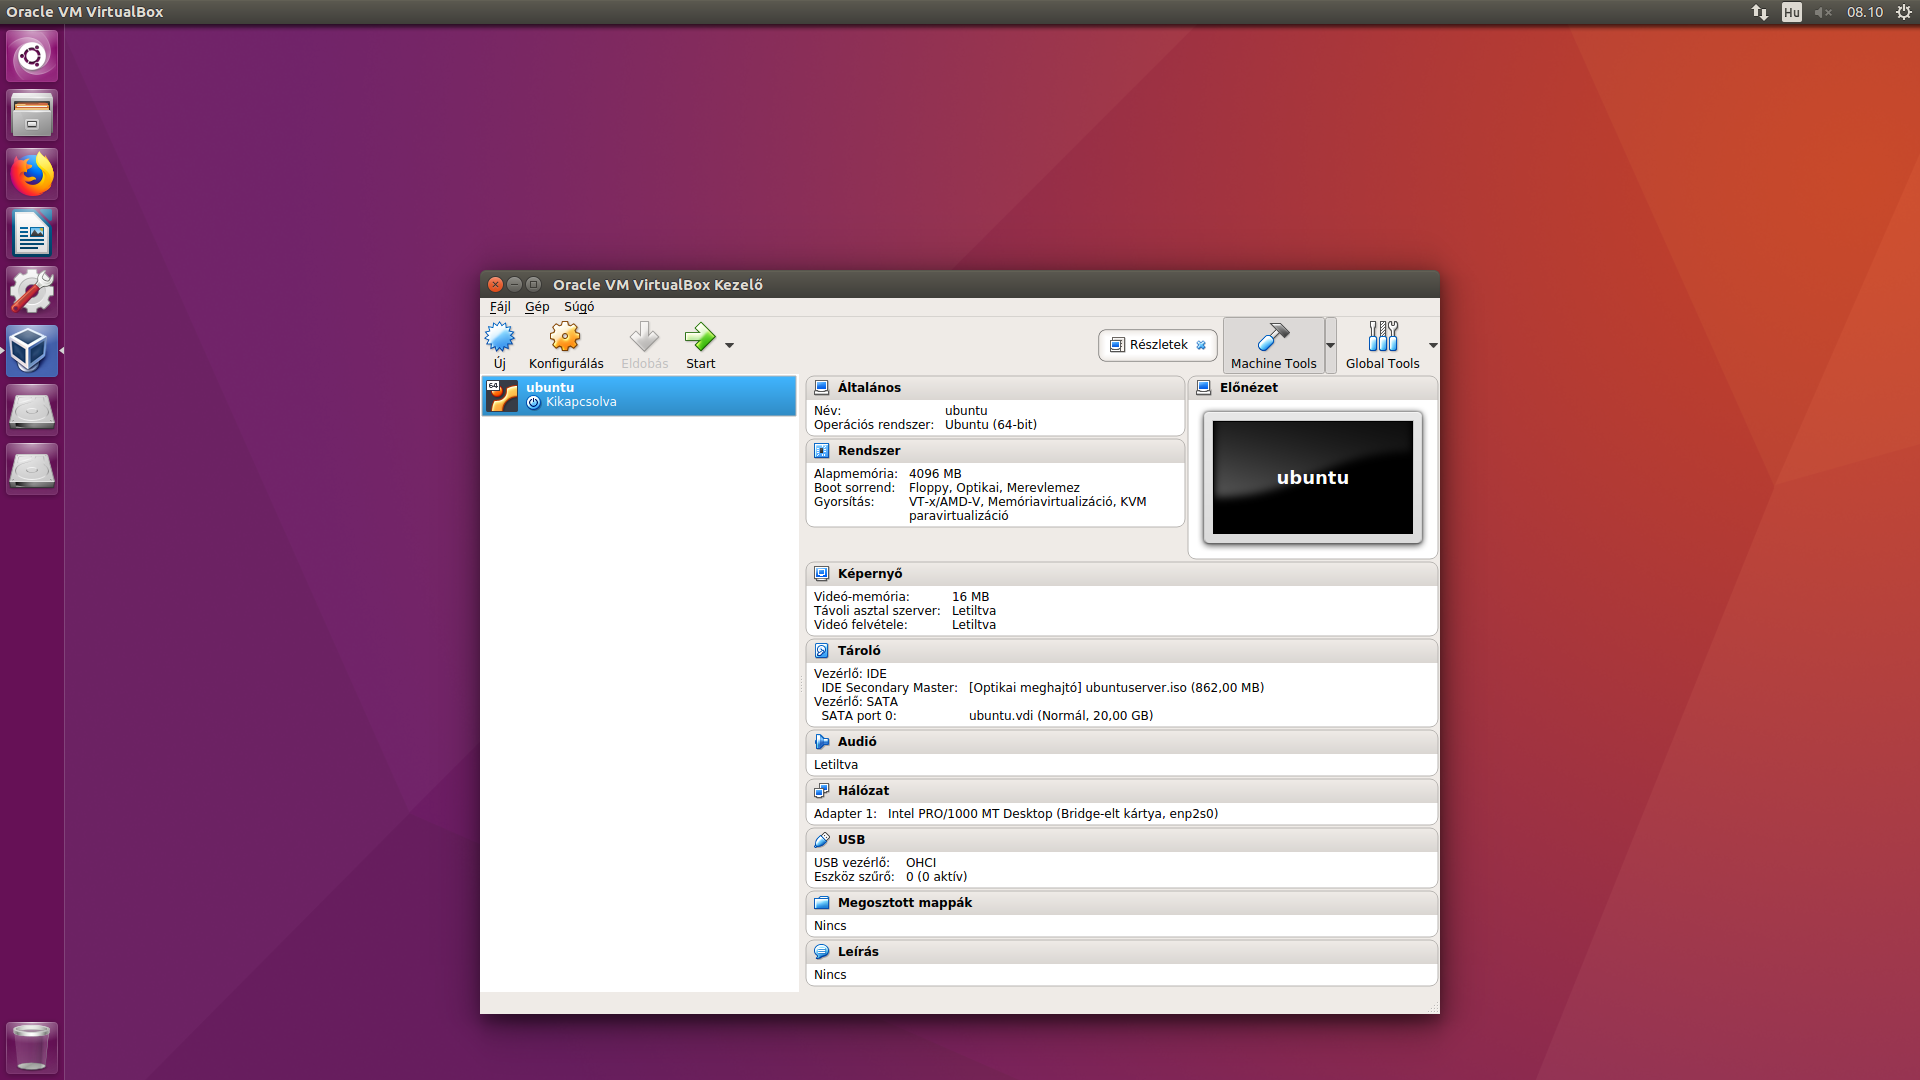 Oracle VM VirtualBox
Hu
08.10
Oracle VM VirtualBox Kezelő
Fájl Gép Súgó
Új Konfigurálás Eldobás Start
Részletek
Machine Tools
Global Tools
64
ubuntu
Kikapcsolva
Általános
Név: ubuntu
Operációs rendszer: Ubuntu (64-bit)
Rendszer
Alapmemória: 4096 MB
Boot sorrend: Floppy, Optikai, Merevlemez
Gyorsítás: VT-x/AMD-V, Memóriavirtualizáció, KVM
paravirtualizáció
Előnézet
ubuntu
Képernyő
Videó-memória: 16 MB
Távoli asztal szerver: Letiltva
Videó felvétele: Letiltva
Tároló
Vezérlő: IDE
IDE Secondary Master: [Optikai meghajtó] ubuntuserver.iso (862,00 MB)
Vezérlő: SATA
SATA port 0: ubuntu.vdi (Normál, 20,00 GB)
Audió
Letiltva
Hálózat
Adapter 1: Intel PRO/1000 MT Desktop (Bridge-elt kártya, enp2s0)
USB
USB vezérlő: OHCI
Eszköz szűrő: 0 (0 aktív)
Megosztott mappák
Nincs
Leírás
Nincs